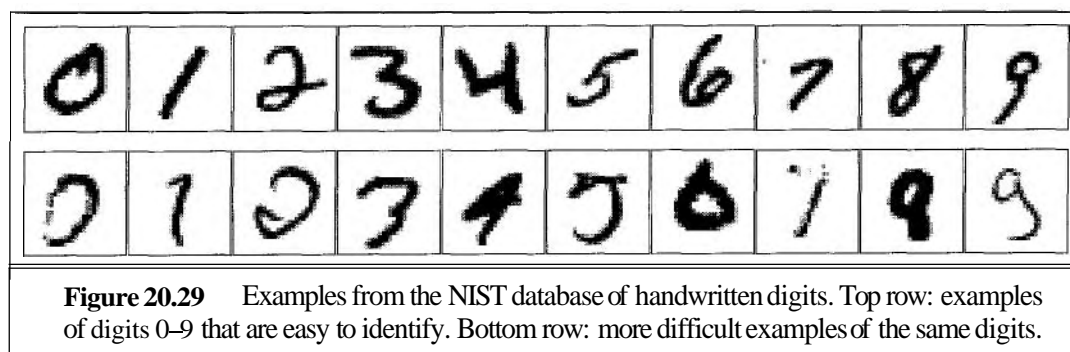 0 1 2 3 4 5 6 7 8 9
0 1 2 3 4 5 6 7 8 9
Figure 20.29 Examples from the NIST database of handwritten digits. Top row: examples
of digits 0–9 that are easy to identify. Bottom row: more difficult examples of the same digits.